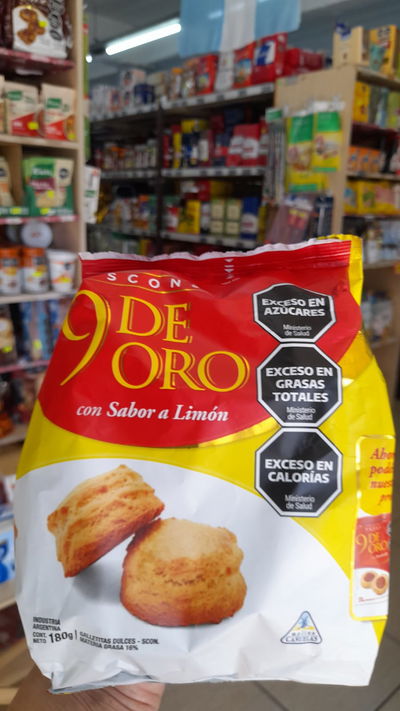 SCON
9 DE
ORO
con Sabor a Limón
EXCESO EN
AZÚCARES
Ministerio
de Salud
EXCESO EN
GRASAS
TOTALES
Ministerio
de Salud
EXCESO EN
CALORÍAS
Ministerio
de Salud
9 DE
ORO
INDUSTRIA
ARGENTINA
CONT.
NETO 180g
GALLETITAS DULCES - SCON.
MATERIA GRASA 16%
CAÑUELAS